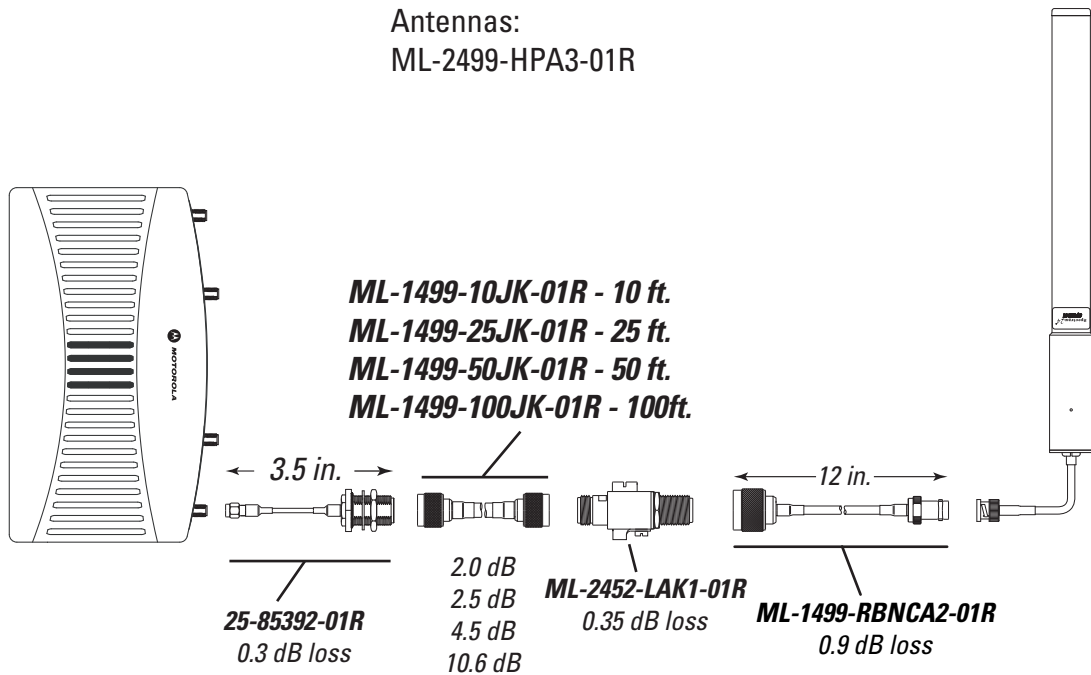 Antennas:
ML-2499-HPA3-01R
MOTOROLA
ML-1499-10JK-01R - 10 ft.
ML-1499-25JK-01R - 25 ft.
ML-1499-50JK-01R - 50 ft.
ML-1499-100JK-01R - 100ft.
3.5 in.
12 in.
25-85392-01R
0.3 dB loss
2.0 dB
2.5 dB
4.5 dB
10.6 dB
ML-2452-LAK1-01R
0.35 dB loss
ML-1499-RBNCA2-01R
0.9 dB loss